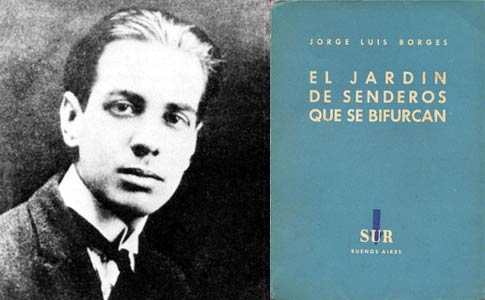 JORGE LUIS BORGES
EL JARDIN
DE SENDEROS
QUE SE BIFURCAN
SUR
BUENOS AIRES